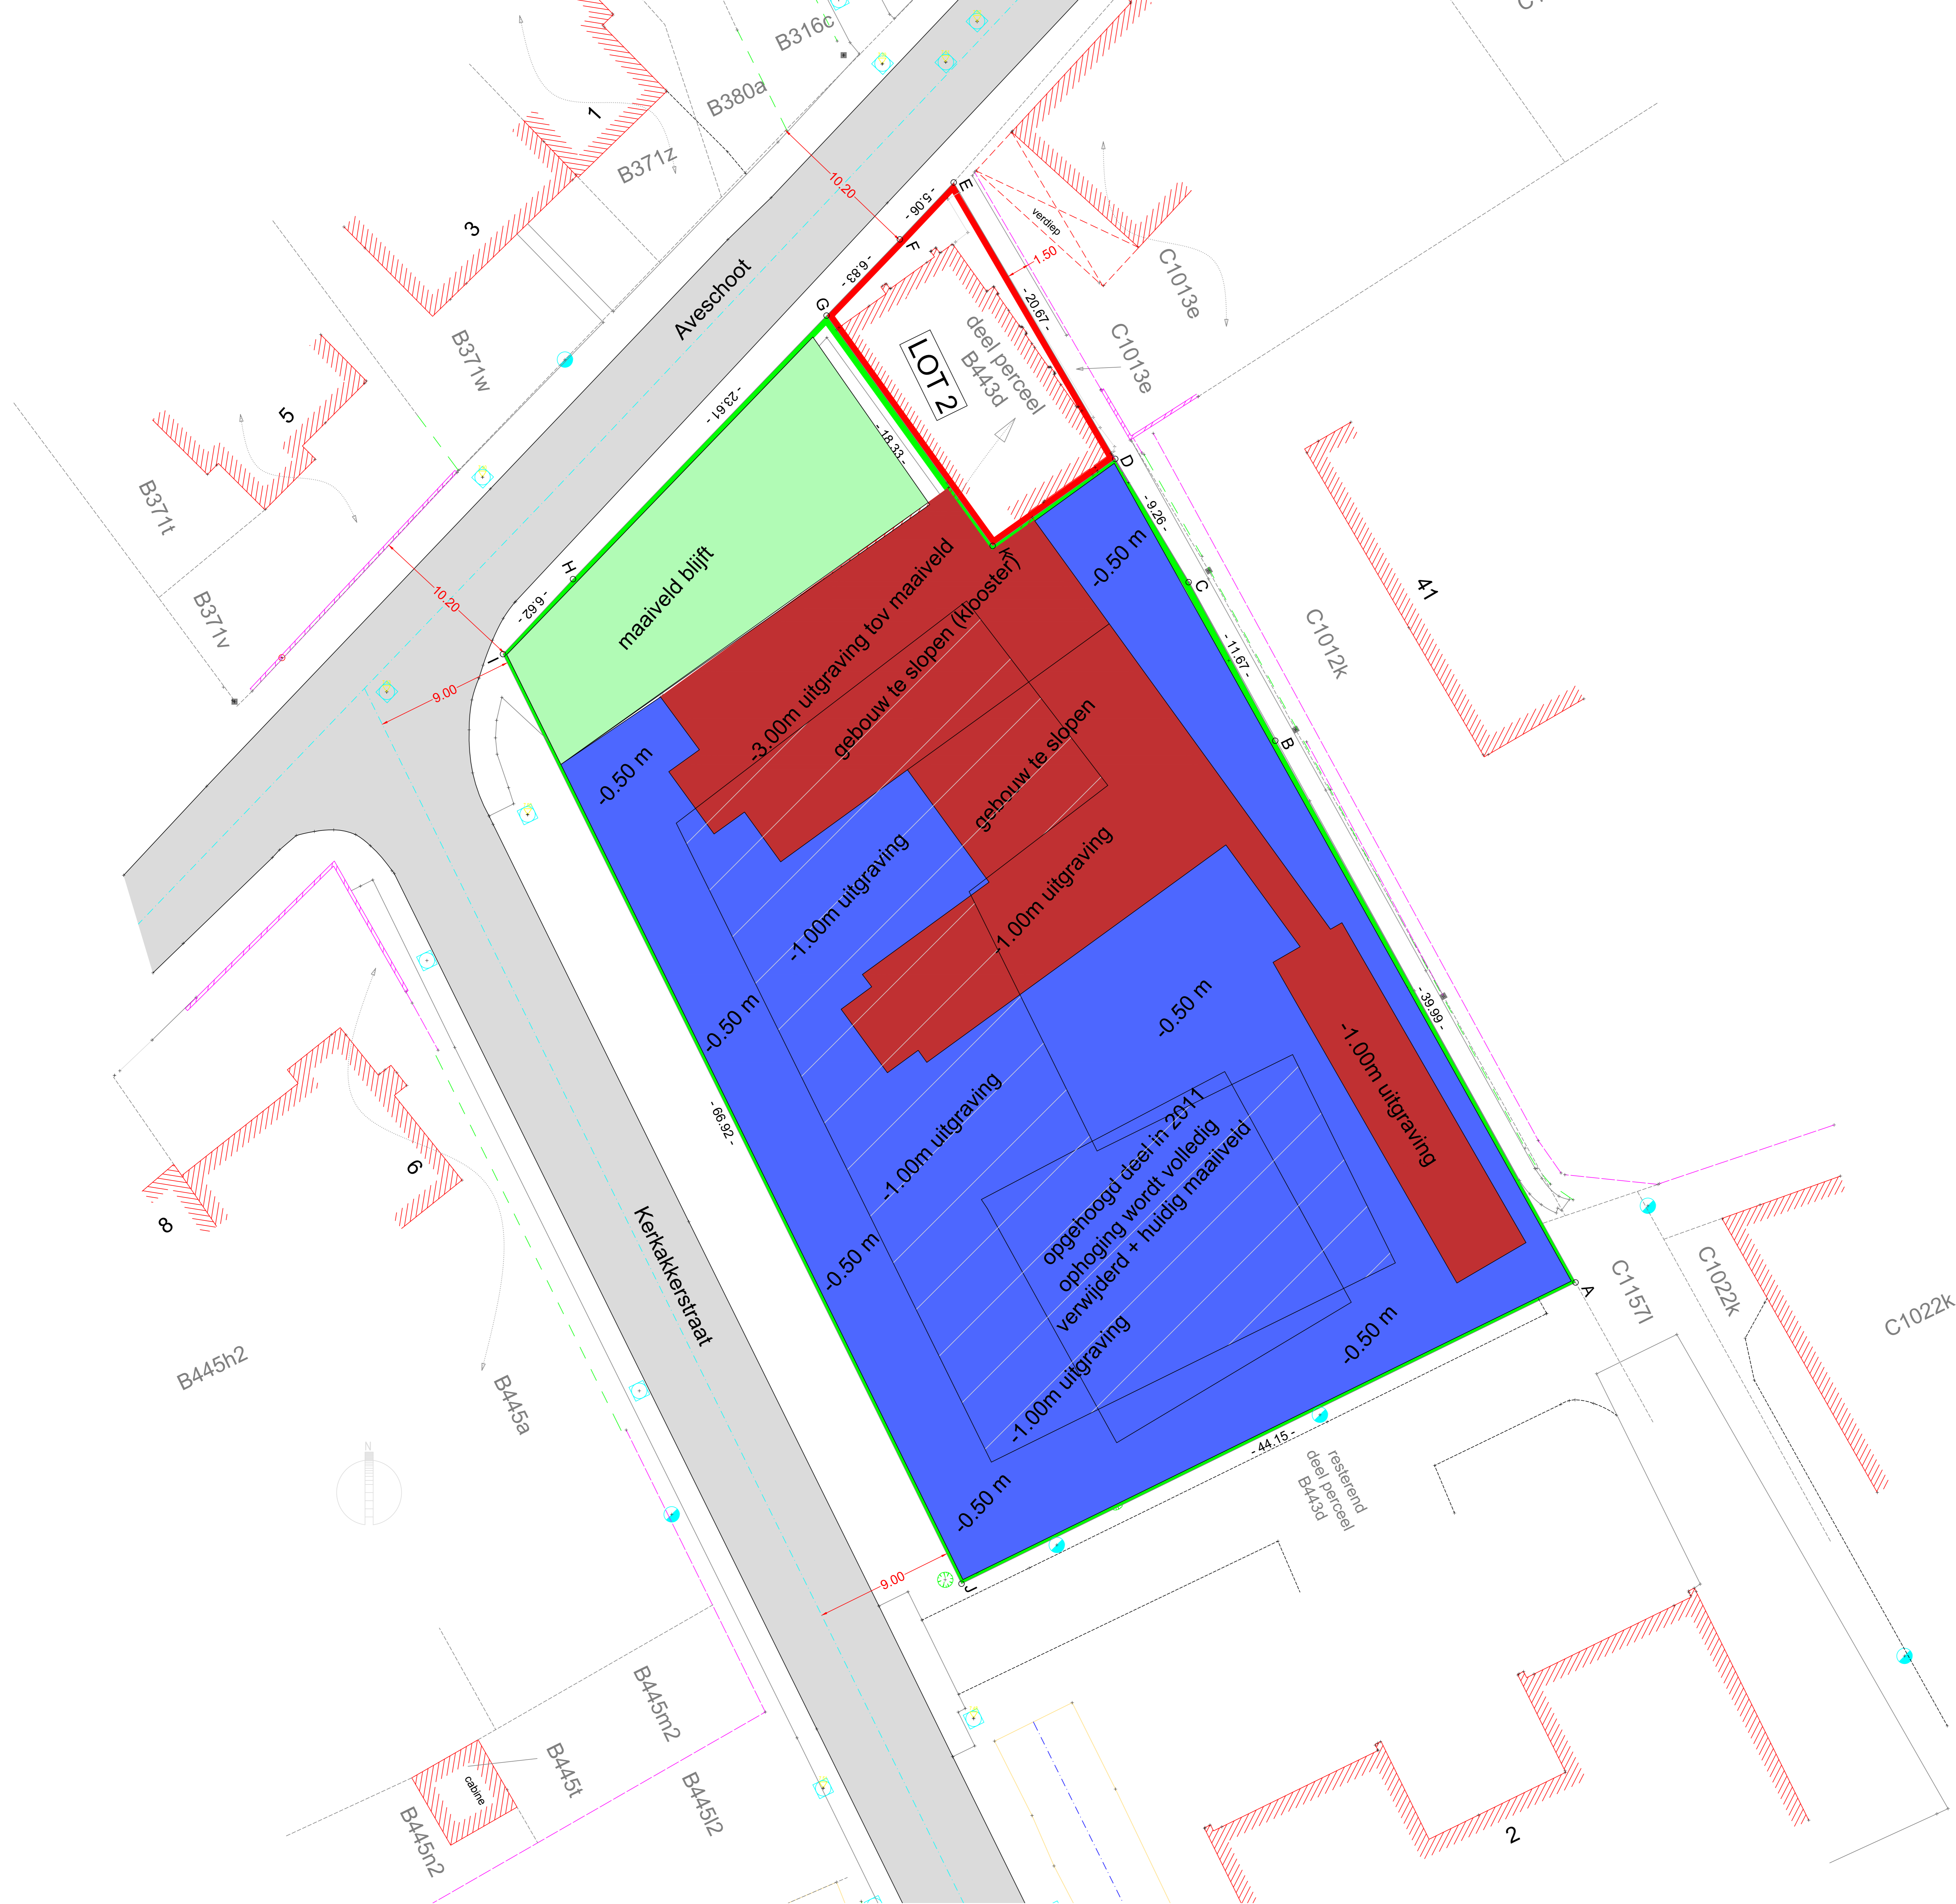 B316c
B380a
1
B371z
3
10.20
- 5.06 -
E
verdiep
F
1.50
C1013e
Aveschoot
- 6.83 -
G
- 20.67 -
deel perceel
B443d
LOT 2
C1013e
B371w
5
- 23.61 -
- 18.33 -
D
B371t
- 9.26 -
-0.50 m
K
C
41
H
maaiveld blijft
-3.00m uitgraving tov maaiveld
gebouw te slopen (klooster)
10.20
- 6.62 -
B371v
I
9.00
- 11.67 -
C1012k
B
-0.50 m
gebouw te slopen
-1.00m uitgraving
-1.00m uitgraving
-0.50 m
-0.50 m
- 39.99 -
-1.00m uitgraving
- 66.92 -
-1.00m uitgraving
opgehoogd deel in 2011
ophoging wordt volledig
verwijderd + huidig maaiiveld
6
8
Kerkakkerstraat
-0.50 m
A
C1157l
C1022k
C1022k
-1.00m uitgraving
-0.50 m
B445h2
B445a
N
- 44.15 -
resterend
deel perceel
B443d
-0.50 m
9.00
J
B445m2
B445t
cabine
B445l2
B445n2
2